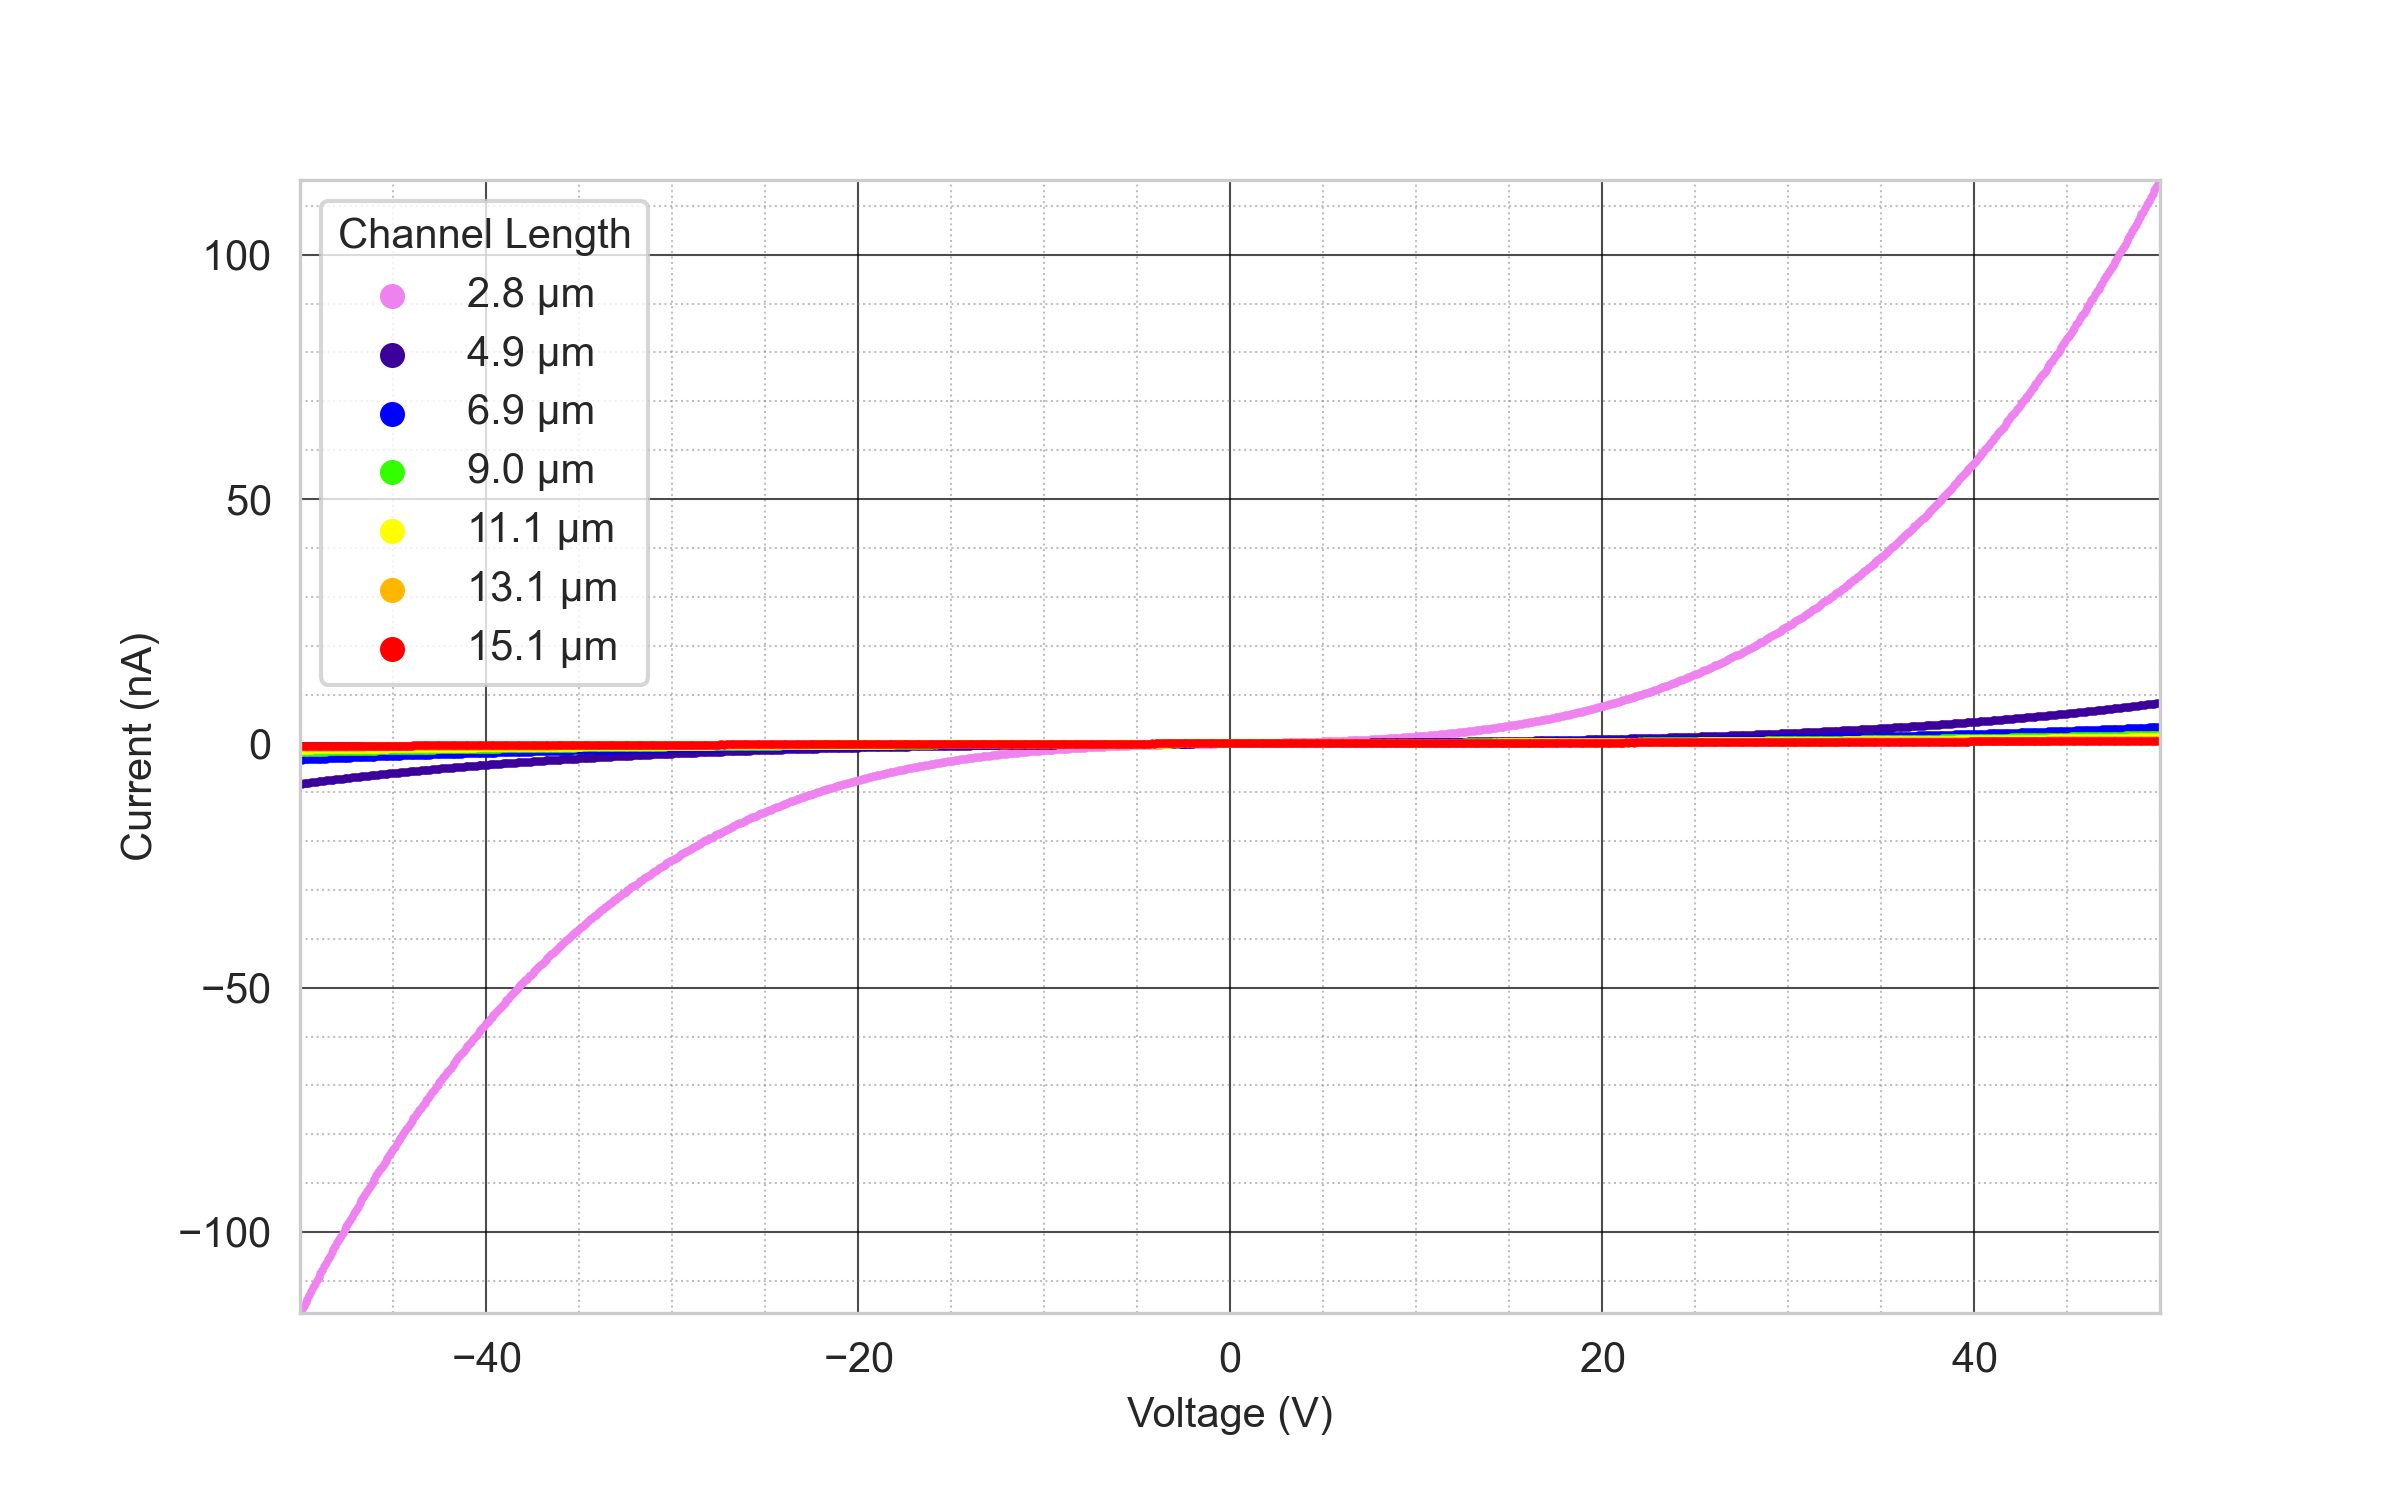 Channel Length
2.8 µm
4.9 µm
6.9 µm
9.0 µm
11.1 µm
13.1 µm
15.1 µm
100
50
0
−50
−100
Current (nA)
−40
−20
0
20
40
Voltage (V)